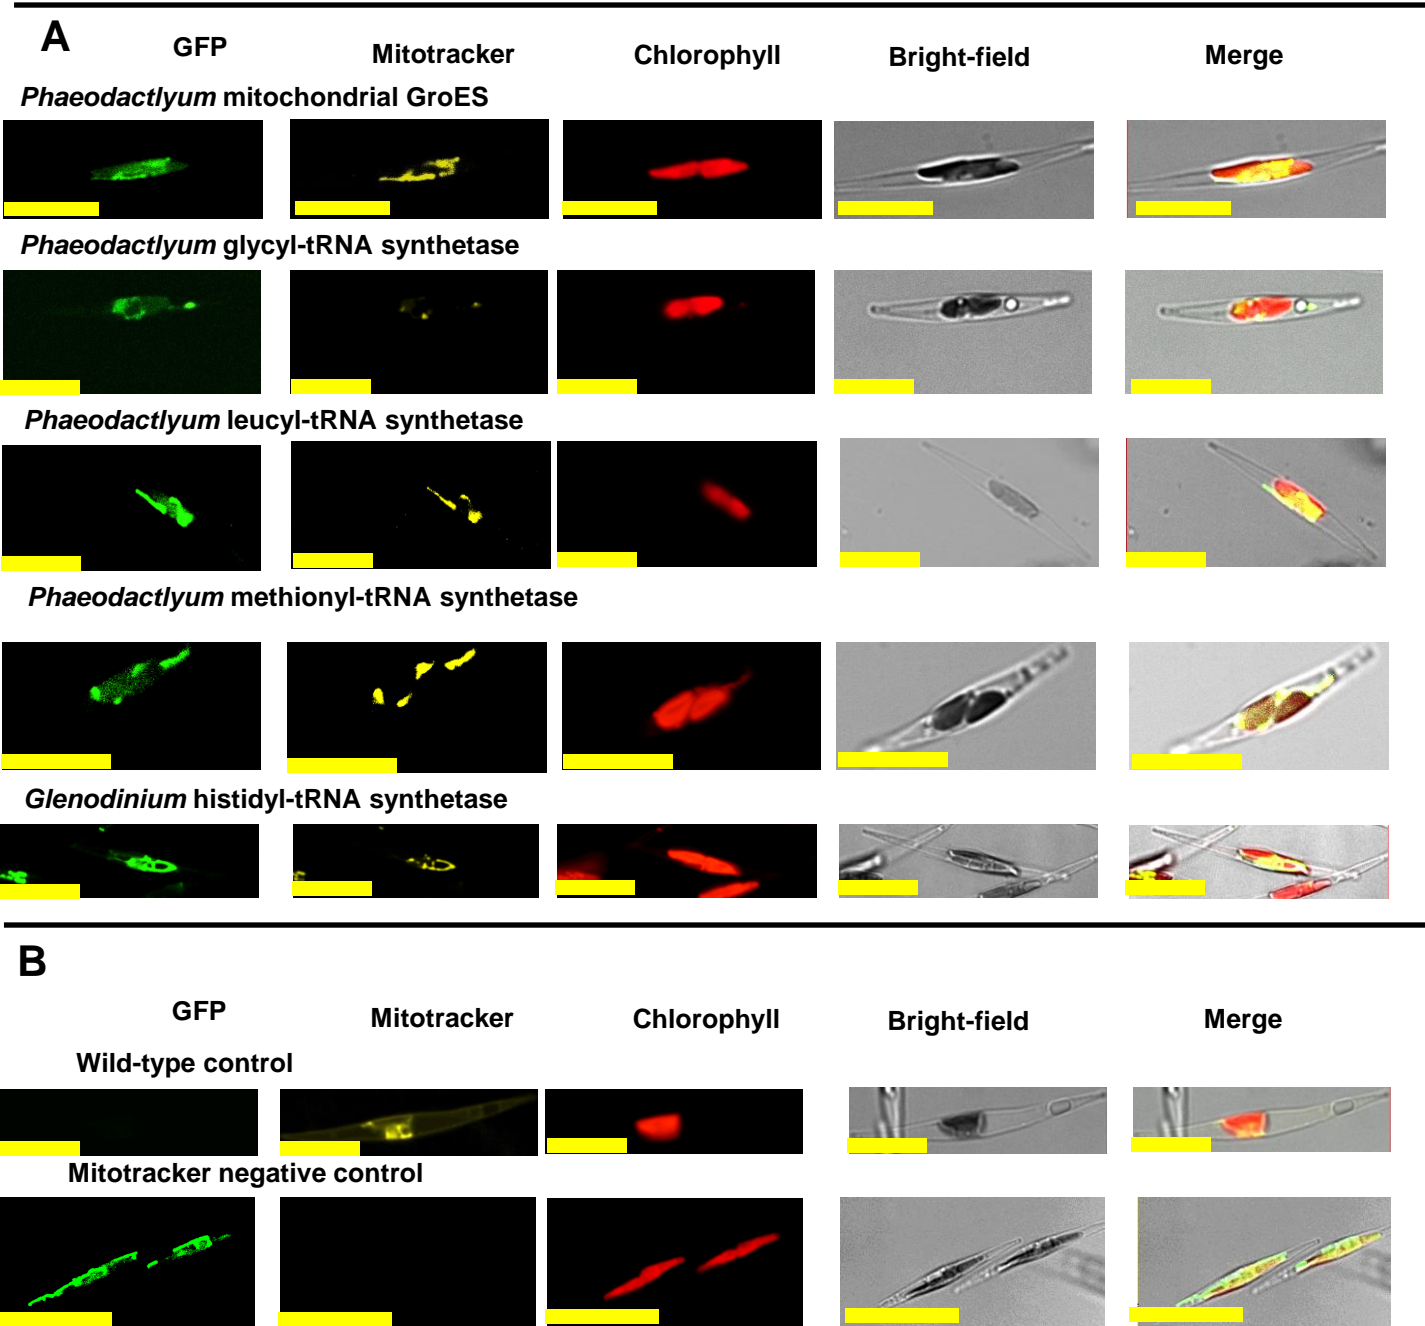 A
GFP Mitotracker Chlorophyll Bright-field Merge
Phaeodactlyum mitochondrial GroES
Phaeodactlyum glycyl-tRNA synthetase
Phaeodactlyum leucyl-tRNA synthetase
Phaeodactlyum methionyl-tRNA synthetase
Glenodinium histidyl-tRNA synthetase
B
GFP Mitotracker Chlorophyll Bright-field Merge
Wild-type control
Mitotracker negative control